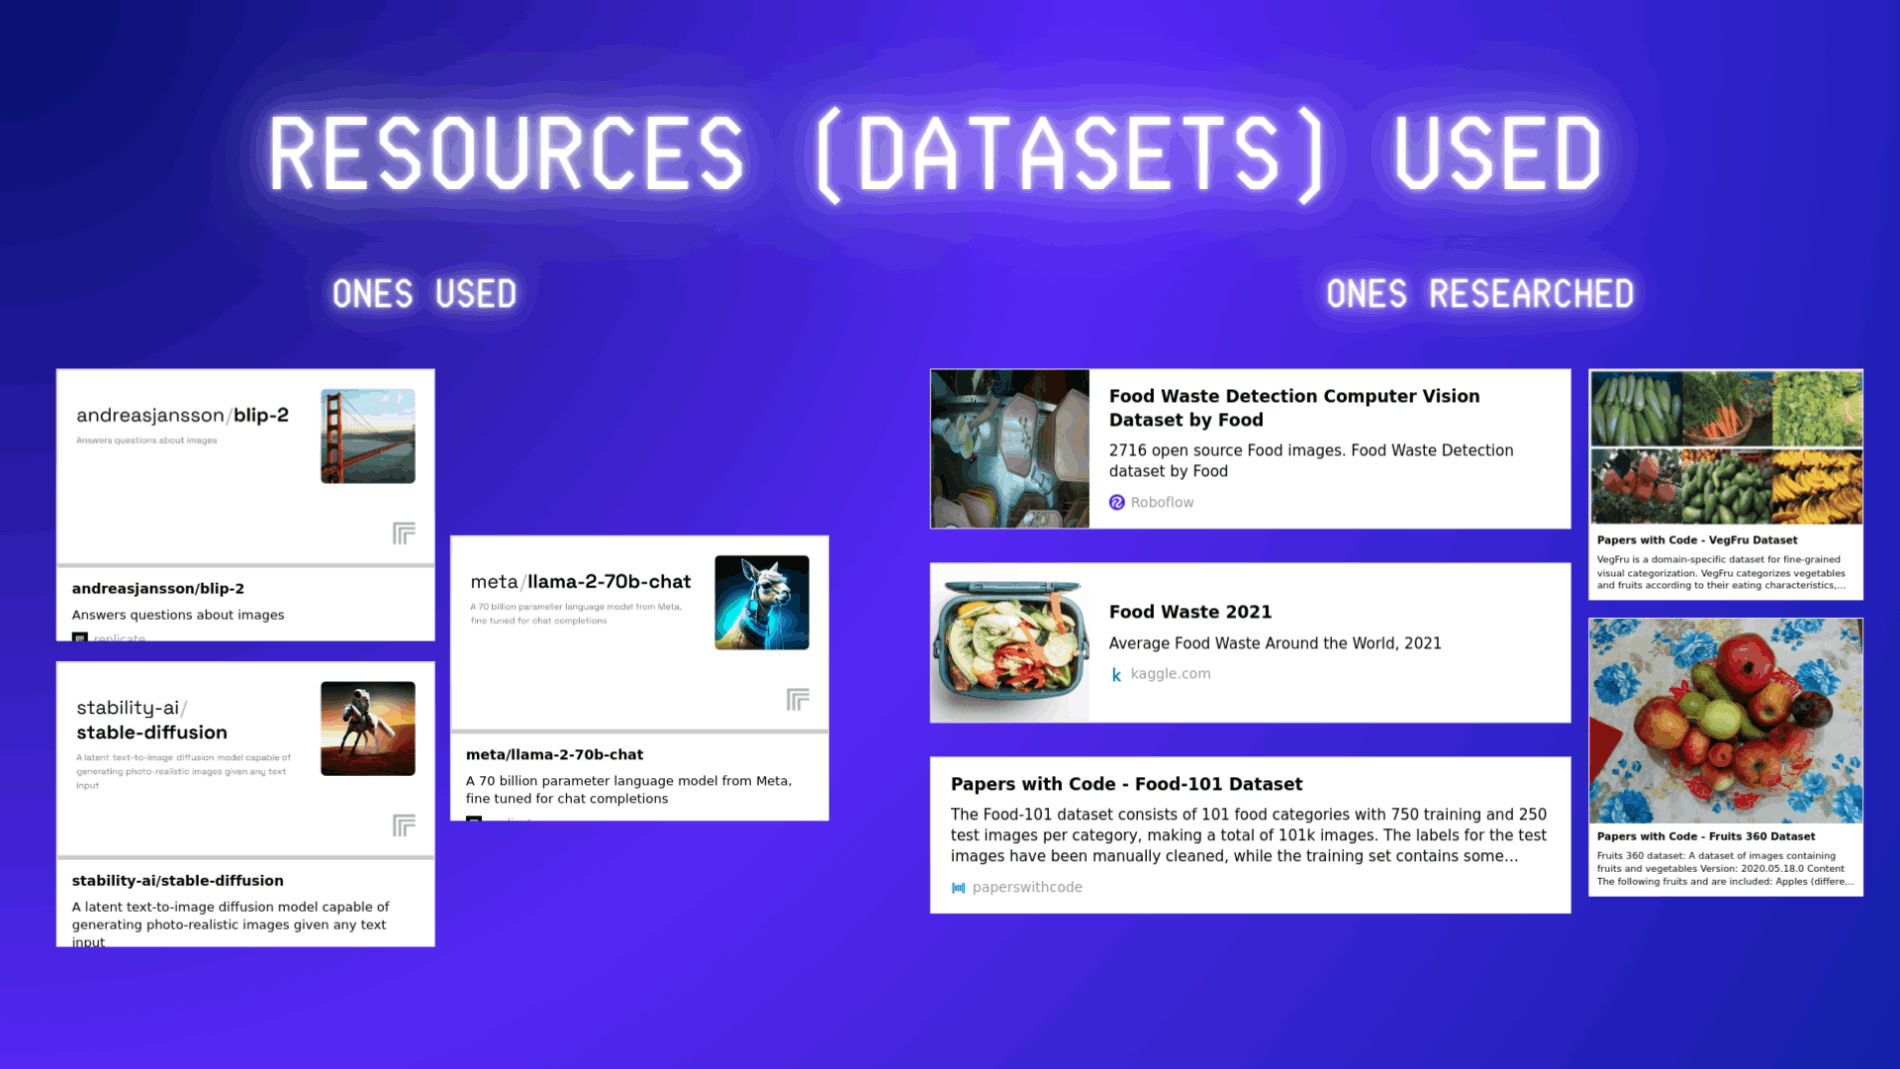 RESOURCES (DATASETS) USED
ONES USED
andreasjansson/blip-2
Answers questions about images
andreasjansson/blip-2
Answers questions about images
replicate
stability-ai/
stable-diffusion
A latent text-to-image diffusion model capable of
generating photo-realistic images given any text
input
stability-ai/stable-diffusion
A latent text-to-image diffusion model capable of
generating photo-realistic images given any text
input
meta/llama-2-70b-chat
A 70 billion parameter language model from Meta,
fine tuned for chat completions
meta/llama-2-70b-chat
A 70 billion parameter language model from Meta,
fine tuned for chat completions
ONES RESEARCHED
Food Waste Detection Computer Vision
Dataset by Food
2716 open source Food images. Food Waste Detection
dataset by Food
Roboflow
Food Waste 2021
Average Food Waste Around the World, 2021
kaggle.com
Papers with Code - Food-101 Dataset
The Food-101 dataset consists of 101 food categories with 750 training and 250
test images per category, making a total of 101k images. The labels for the test
images have been manually cleaned, while the training set contains some...
paperswithcode
Papers with Code - VegFru Dataset
VegFru is a domain-specific dataset for fine-grained
visual categorization. VegFru categorizes vegetables
and fruits according to their eating characteristics,...
Papers with Code - Fruits 360 Dataset
Fruits 360 dataset: A dataset of images containing
fruits and vegetables Version: 2020.05.18.0 Content
The following fruits and are included: Apples (differe...